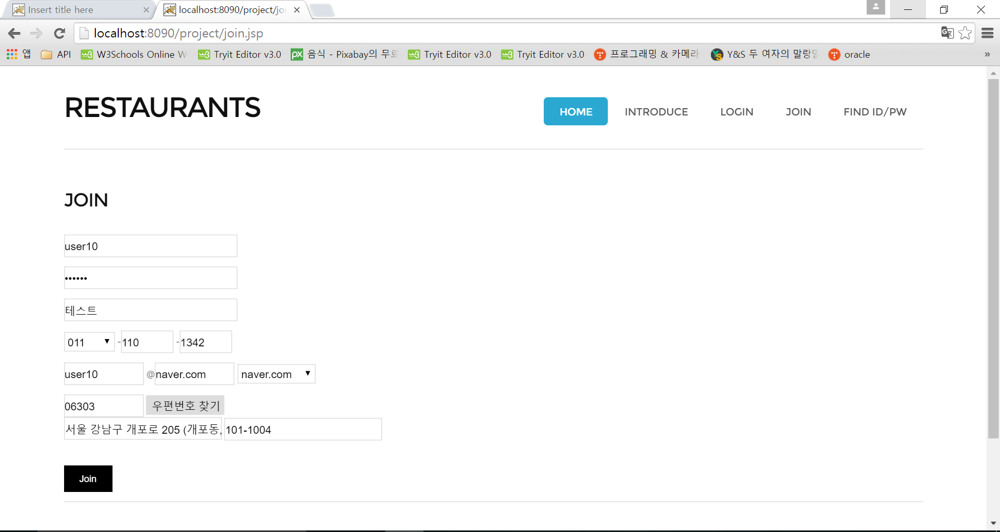 Insert title here
localhost:8090/project/joi
localhost:8090/project/join.jsp
앱 API W3Schools Online W Tryit Editor v3.0 음식 - Pixabay의 무료 Tryit Editor v3.0 Tryit Editor v3.0 프로그래밍 & 카메라 Y&S 두 여자의 말랑 oracle »
RESTAURANTS
HOME INTRODUCE LOGIN JOIN FIND ID/PW
JOIN
user10
••••••
테스트
011 -110 -1342
user10 @naver.com naver.com
06303 우편번호 찾기
서울 강남구 개포로 205 (개포동, 101-1004
Join